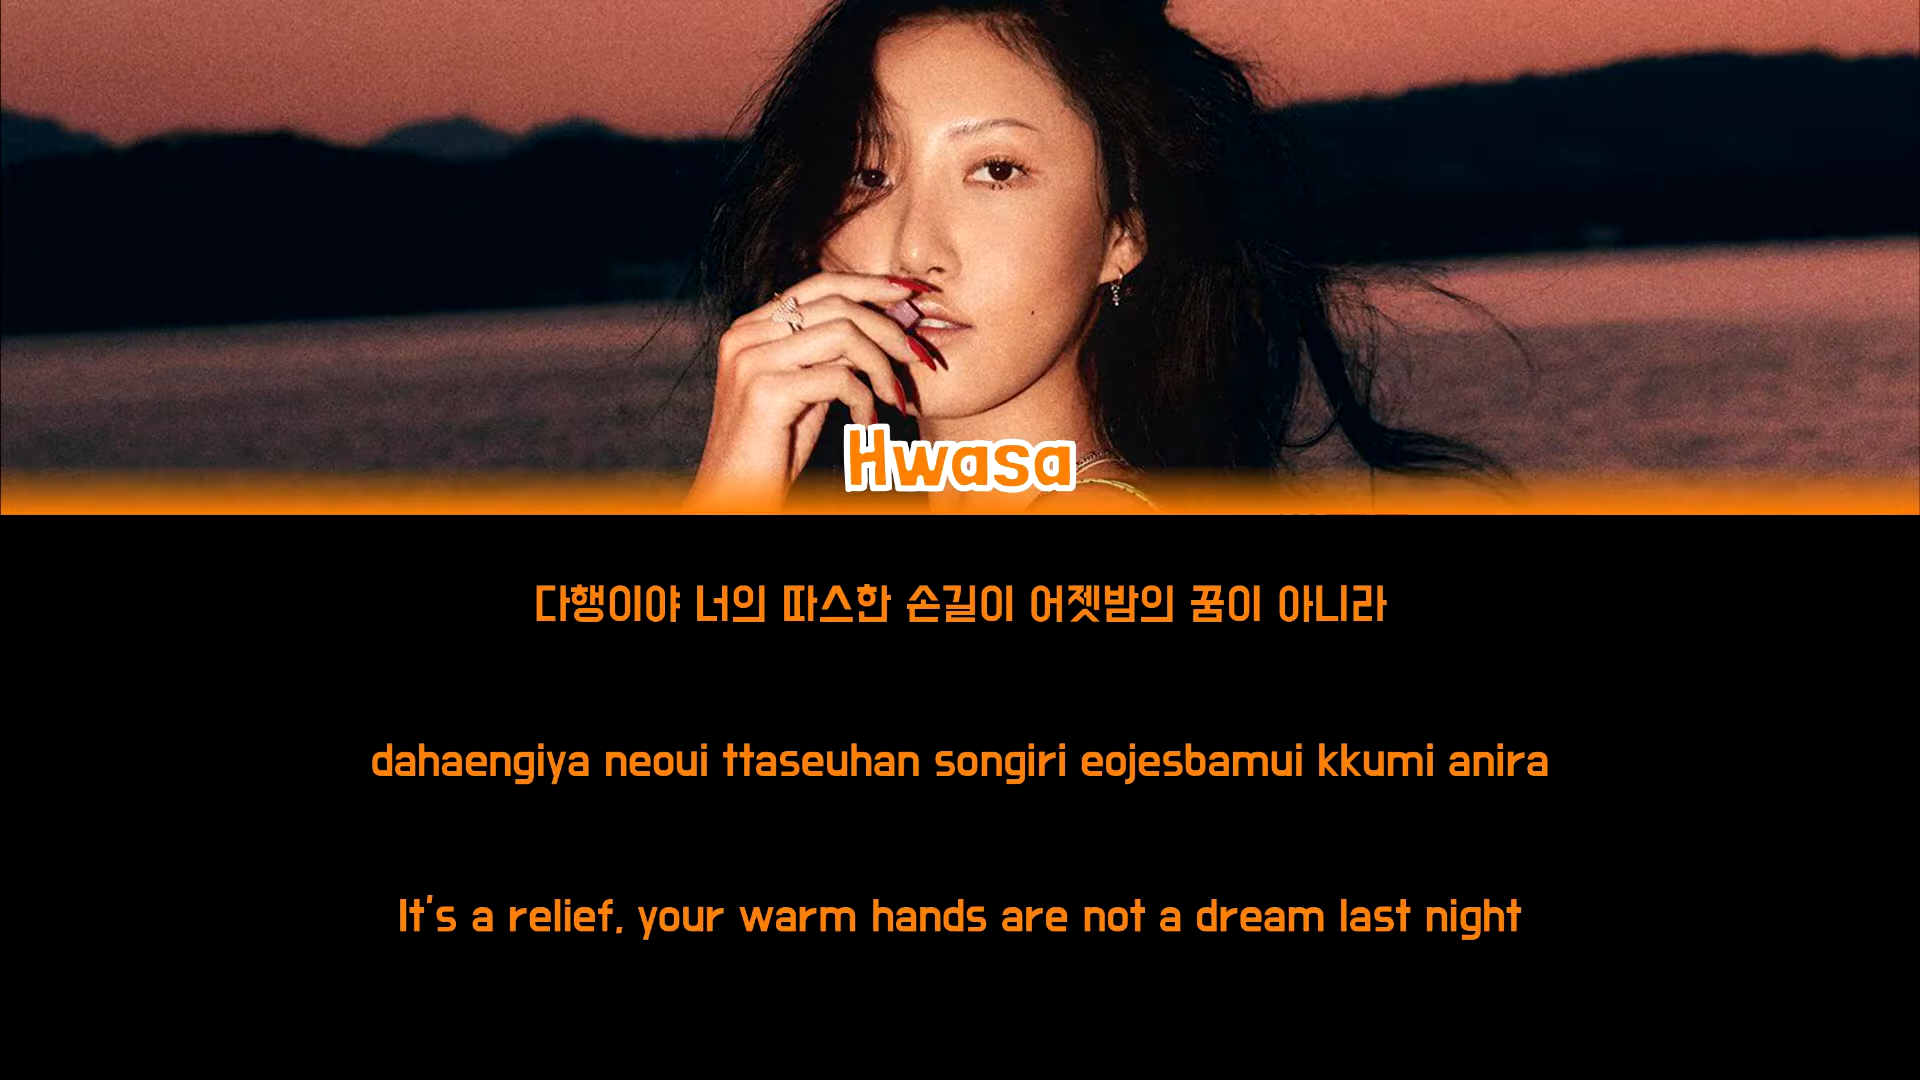 Hwasa
다행이야 너의 따스한 손길이 어젯밤의 꿈이 아니라
dahaengiya neoui ttaseuhan songiri eojesbamui kkumi anira
It's a relief, your warm hands are not a dream last night